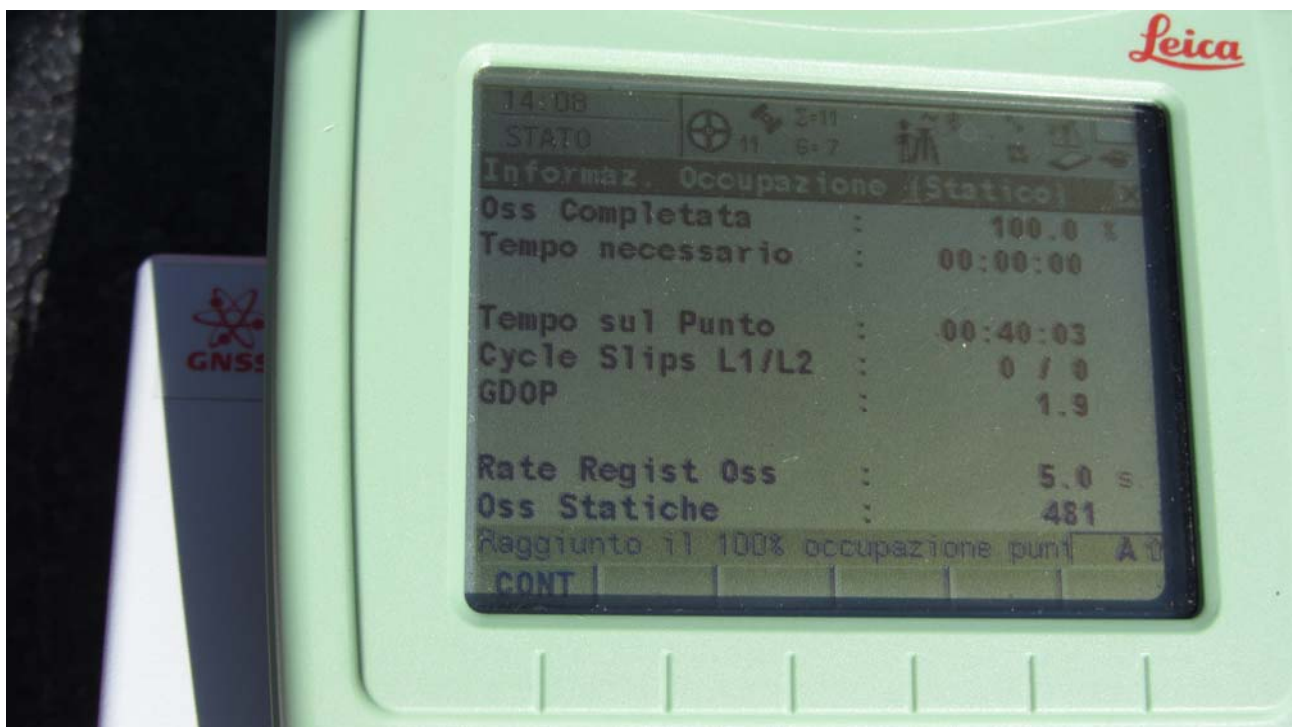 Leica
14:08
STATO
11
Σ=11
G= 7
Informaz. Occupazione (Statico)
Oss Completata : 100.0 %
Tempo necessario : 00:00:00
Tempo sul Punto : 00:40:03
Cycle Slips L1/L2 : 0 / 0
GDOP : 1.9
Rate Regist Oss : 5.0 s
Oss Statiche : 481
Raggiunto il 100% occupazione punt A
CONT
GNSS